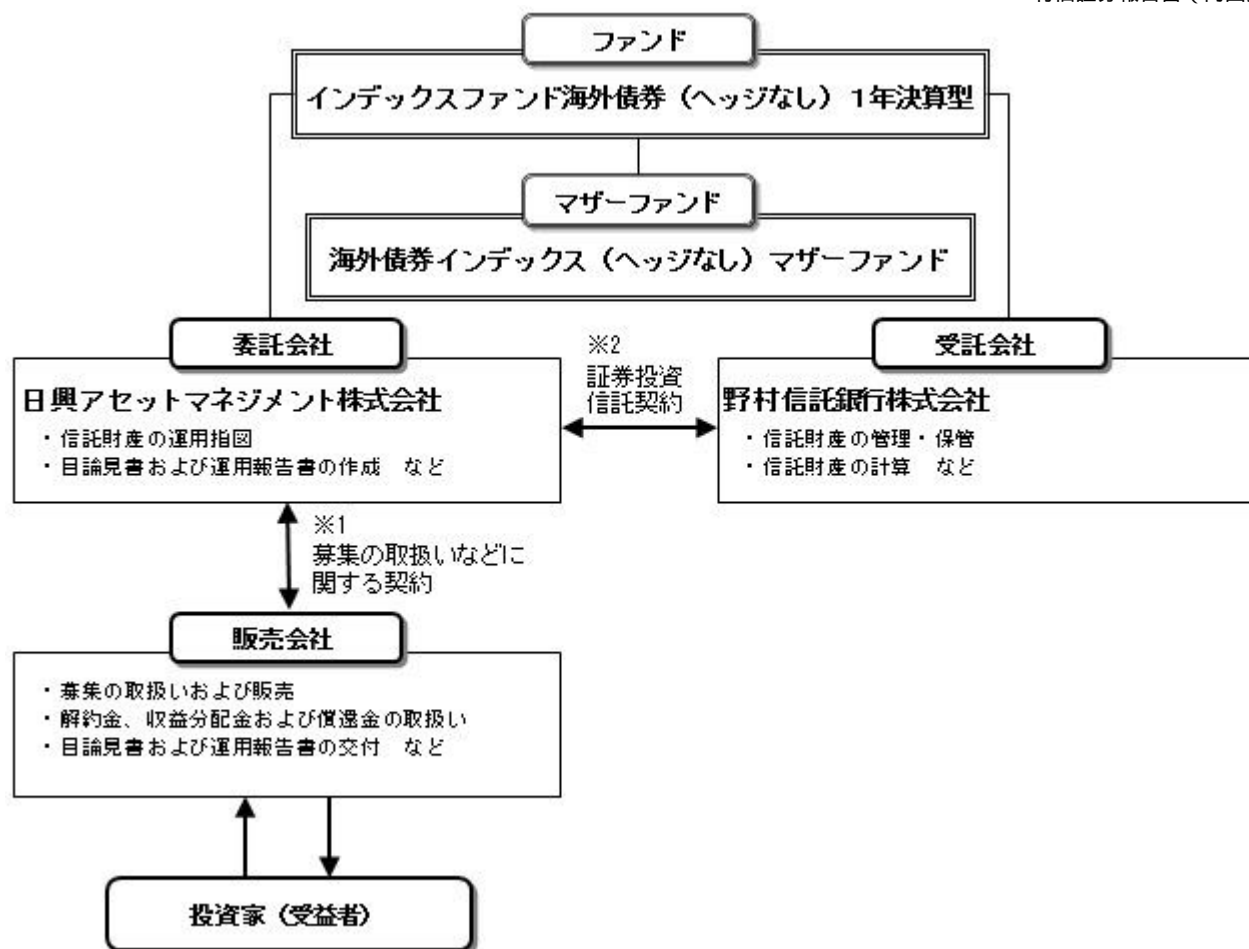 ファンド
インデックスファンド海外債券（ヘッジなし）１年決算型
マザーファンド
海外債券インデックス（ヘッジなし）マザーファンド
委託会社
日興アセットマネジメント株式会社
・信託財産の運用指図
・目論見書および運用報告書の作成　など
※2
証券投資
信託契約
受託会社
野村信託銀行株式会社
・信託財産の管理・保管
・信託財産の計算　など
※1
募集の取扱いなどに
関する契約
販売会社
・募集の取扱いおよび販売
・解約金、収益分配金および償還金の取扱い
・目論見書および運用報告書の交付　など
投資家（受益者）